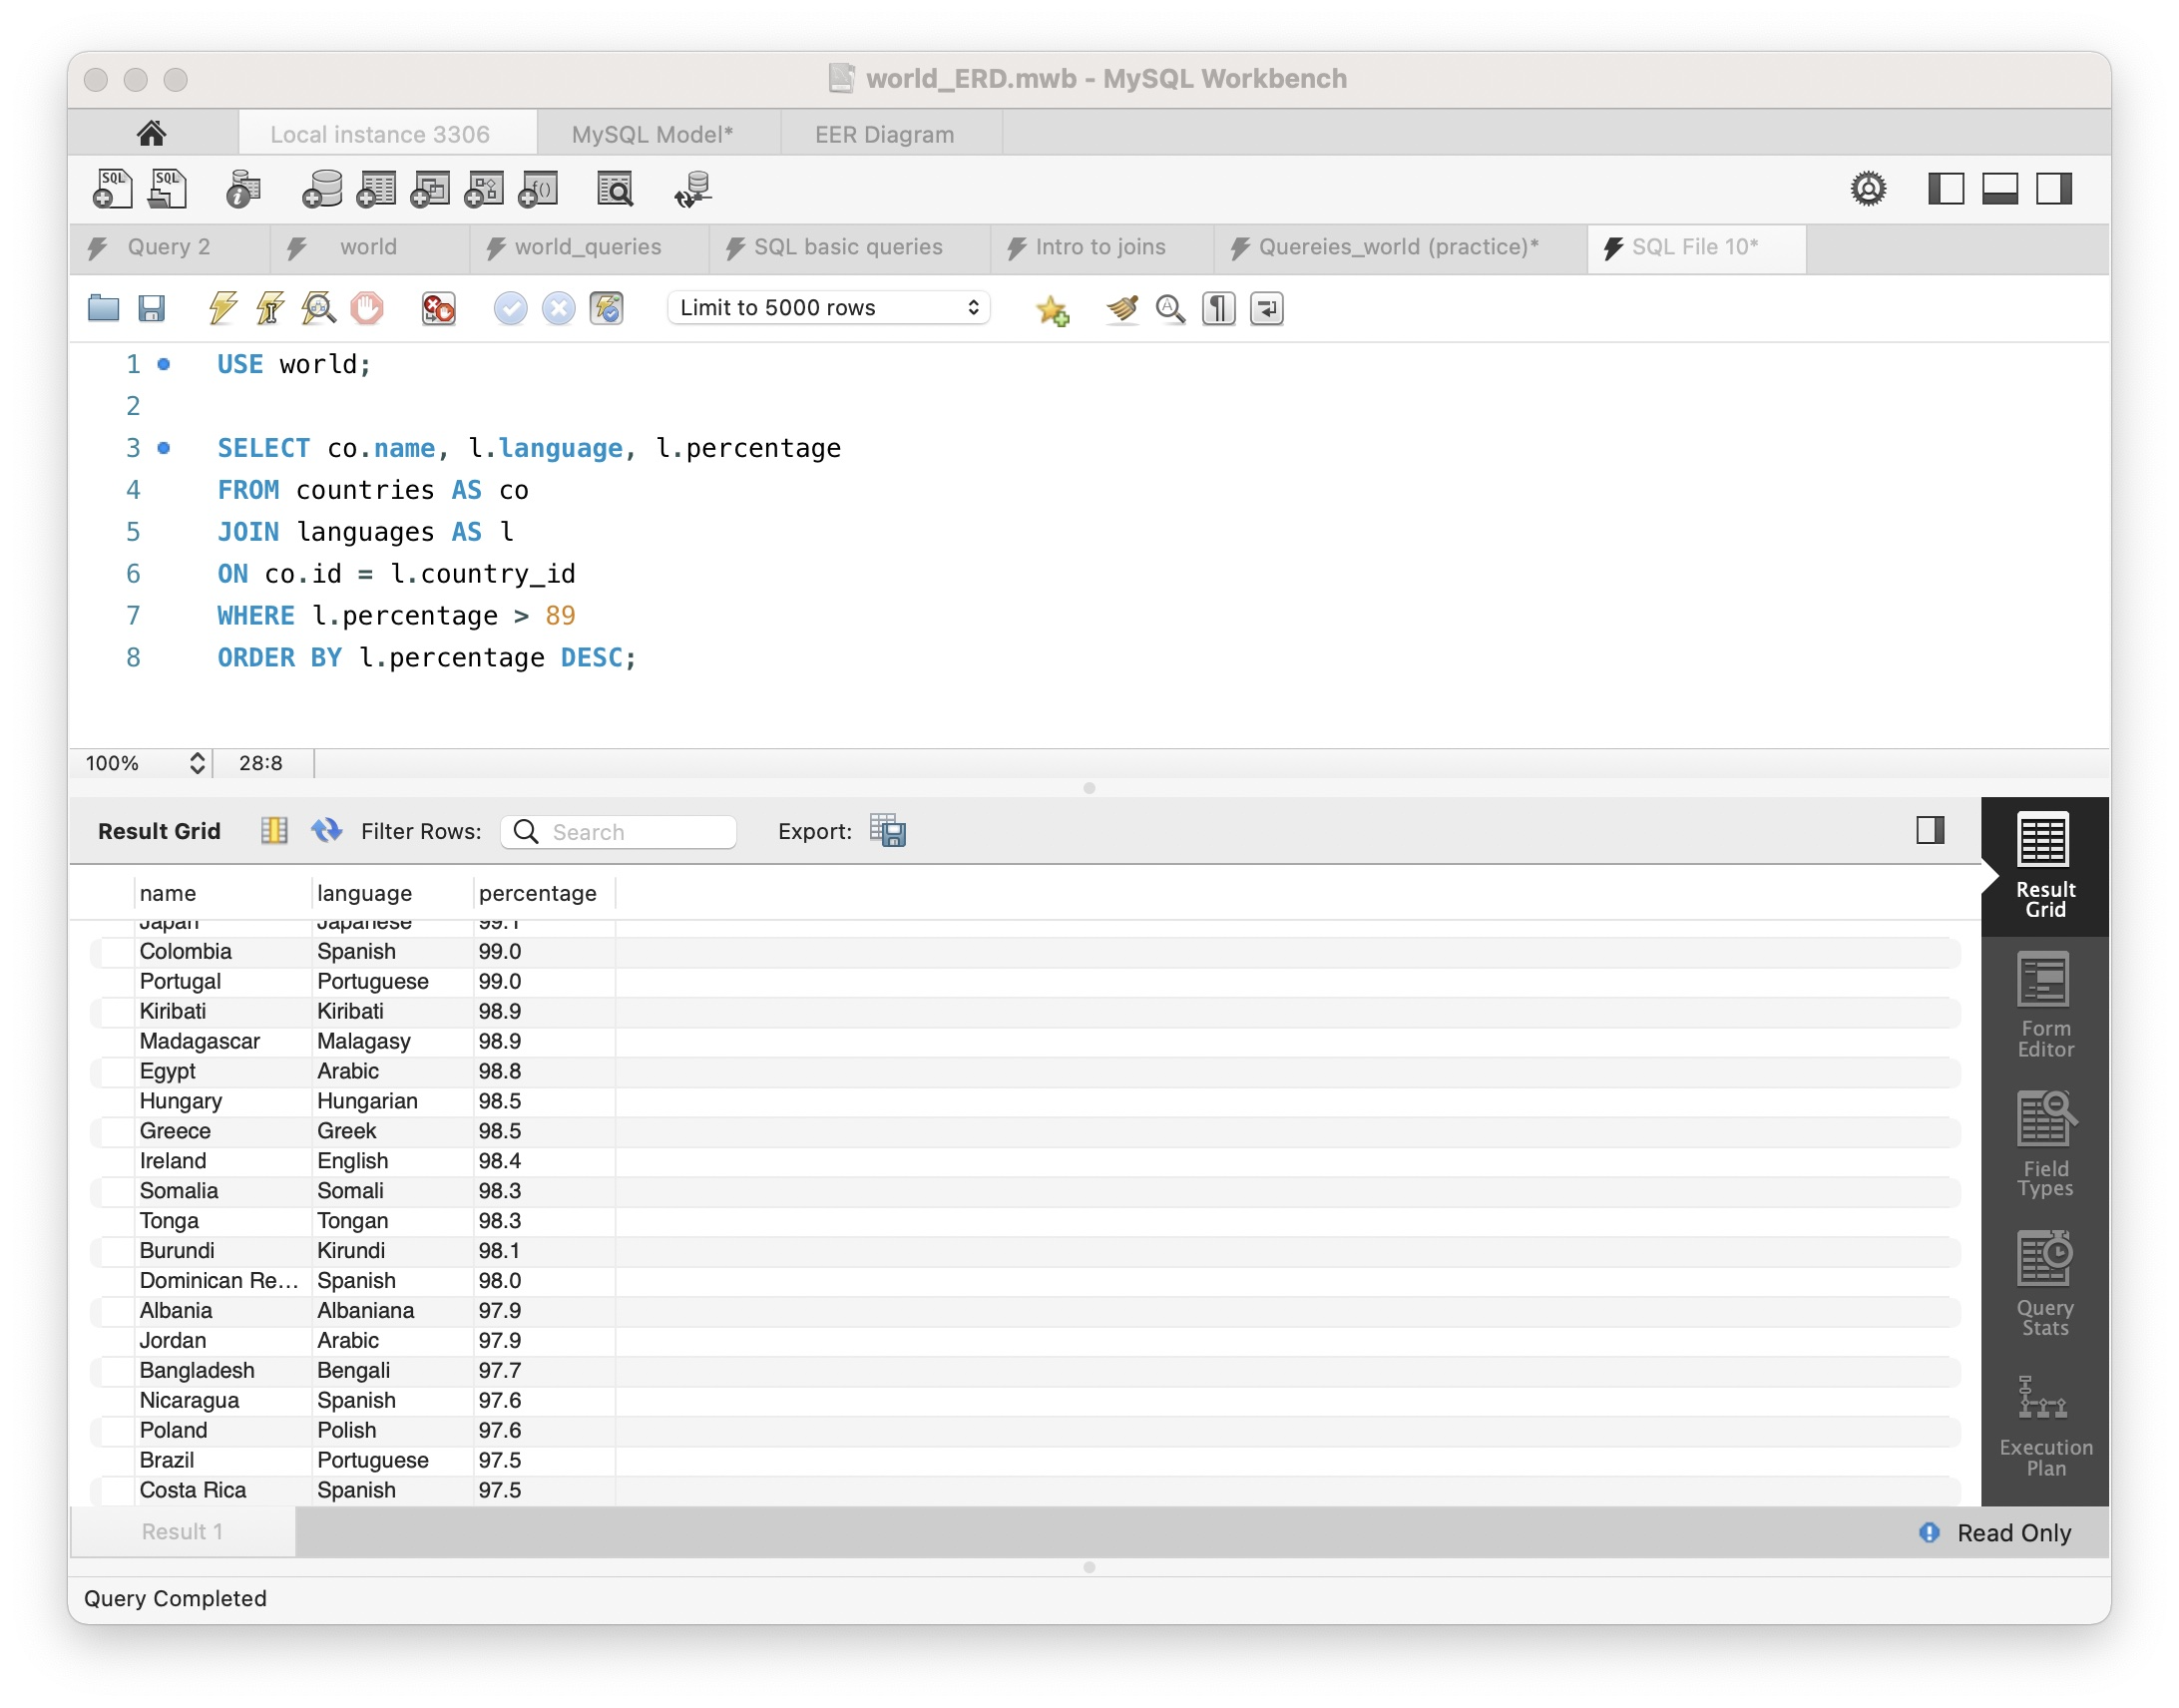 world_ERD.mwb - MySQL Workbench
Local instance 3306 MySQL Model* EER Diagram
SQL SQL i f()
Query 2 world world_queries SQL basic queries Intro to joins Quereies_world (practice)* SQL File 10*
Limit to 5000 rows
1 USE world;
2
3 SELECT co.name, l.language, l.percentage
4 FROM countries AS co
5 JOIN languages AS l
6 ON co.id = l.country_id
7 WHERE l.percentage > 89
8 ORDER BY l.percentage DESC;
100% 28:8
Result Grid Filter Rows: Search Export:
name language percentage
Japan Japanese 99.1
Colombia Spanish 99.0
Portugal Portuguese 99.0
Kiribati Kiribati 98.9
Madagascar Malagasy 98.9
Egypt Arabic 98.8
Hungary Hungarian 98.5
Greece Greek 98.5
Ireland English 98.4
Somalia Somali 98.3
Tonga Tongan 98.3
Burundi Kirundi 98.1
Dominican Re... Spanish 98.0
Albania Albaniana 97.9
Jordan Arabic 97.9
Bangladesh Bengali 97.7
Nicaragua Spanish 97.6
Poland Polish 97.6
Brazil Portuguese 97.5
Costa Rica Spanish 97.5
Result
Grid
Form
Editor
Field
Types
Query
Stats
Execution
Plan
Result 1 Read Only
Query Completed